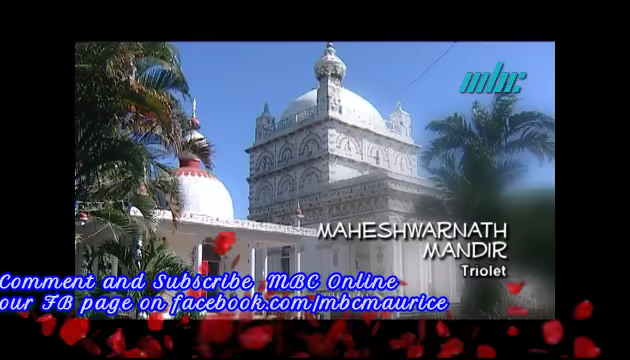 mbc
MAHESHWARNATH
MANDIR
Triolet
Comment and Subscribe MBC Online
our FB page on facebook.com/mbcmaurice